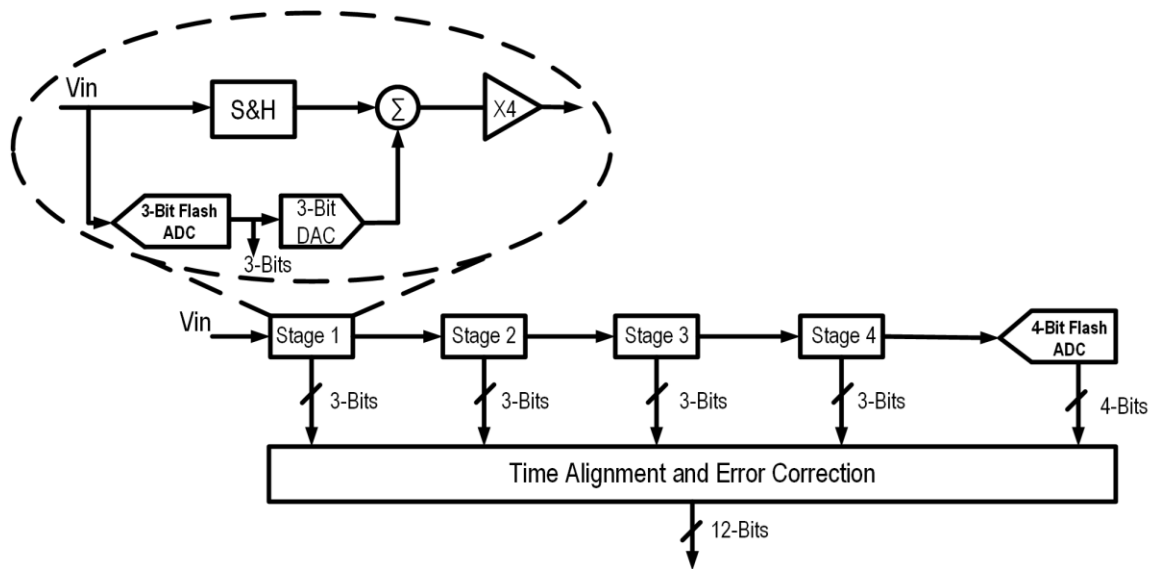 Vin
S&H
Σ
X4
3-Bit Flash
ADC
3-Bit
DAC
3-Bits
Vin
Stage 1
Stage 2
Stage 3
Stage 4
4-Bit Flash
ADC
3-Bits
3-Bits
3-Bits
3-Bits
4-Bits
Time Alignment and Error Correction
12-Bits